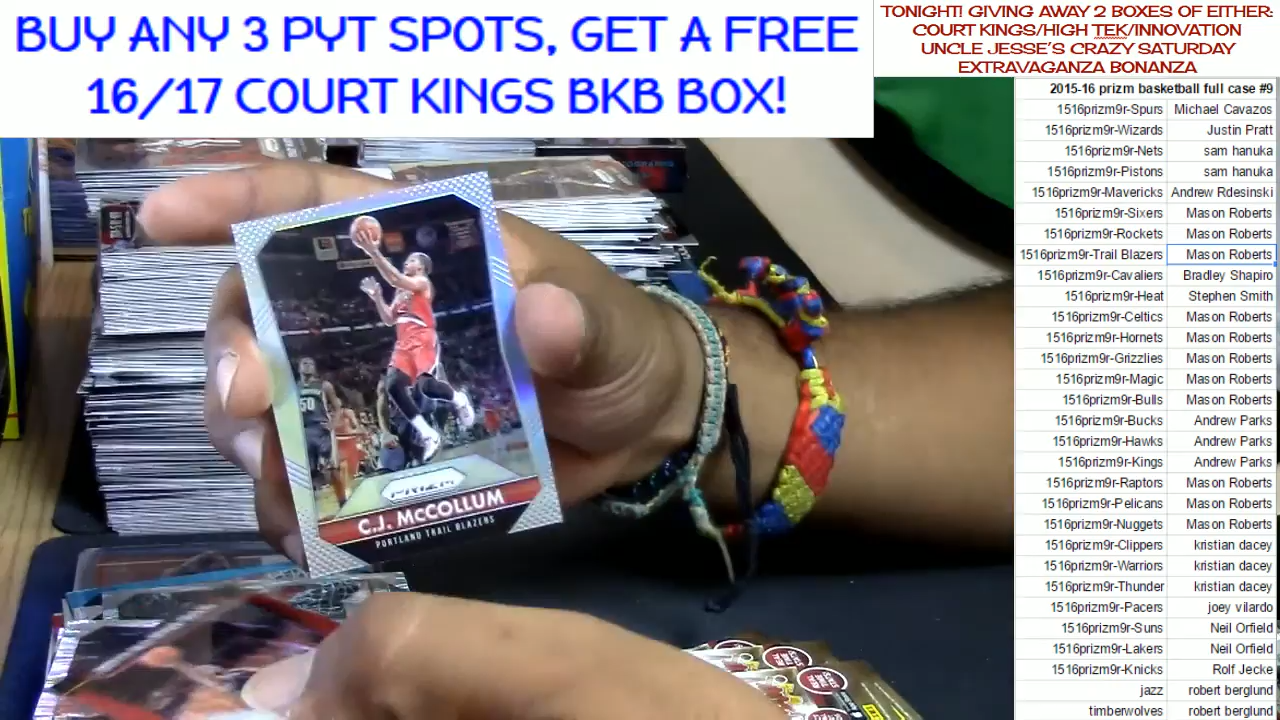 BUY ANY 3 PYT SPOTS, GET A FREE
16/17 COURT KINGS BKB BOX!
TONIGHT! GIVING AWAY 2 BOXES OF EITHER:
COURT KINGS/HIGH TEK/INNOVATION
UNCLE JESSE'S CRAZY SATURDAY
EXTRAVAGANZA BONANZA
2015-16 prizm basketball full case #9
1516prizm9r-Spurs Michael Cavazos
1516prizm9r-Wizards Justin Pratt
1516prizm9r-Nets sam hanuka
1516prizm9r-Pistons sam hanuka
1516prizm9r-Mavericks Andrew Rdesinski
1516prizm9r-Sixers Mason Roberts
1516prizm9r-Rockets Mason Roberts
1516prizm9r-Trail Blazers Mason Roberts
1516prizm9r-Cavaliers Bradley Shapiro
1516prizm9r-Heat Stephen Smith
1516prizm9r-Celtics Mason Roberts
1516prizm9r-Hornets Mason Roberts
1516prizm9r-Grizzlies Mason Roberts
1516prizm9r-Magic Mason Roberts
1516prizm9r-Bulls Mason Roberts
1516prizm9r-Bucks Andrew Parks
1516prizm9r-Hawks Andrew Parks
1516prizm9r-Kings Andrew Parks
1516prizm9r-Raptors Mason Roberts
1516prizm9r-Pelicans Mason Roberts
1516prizm9r-Nuggets Mason Roberts
1516prizm9r-Clippers kristian dacey
1516prizm9r-Warriors kristian dacey
1516prizm9r-Thunder kristian dacey
1516prizm9r-Pacers joey vilardo
1516prizm9r-Suns Neil Orfield
1516prizm9r-Lakers Neil Orfield
1516prizm9r-Knicks Rolf Jecke
jazz robert berglund
timberwolves robert berglund
50
PRIZM
C.J. McCOLLUM
PORTLAND TRAIL BLAZERS